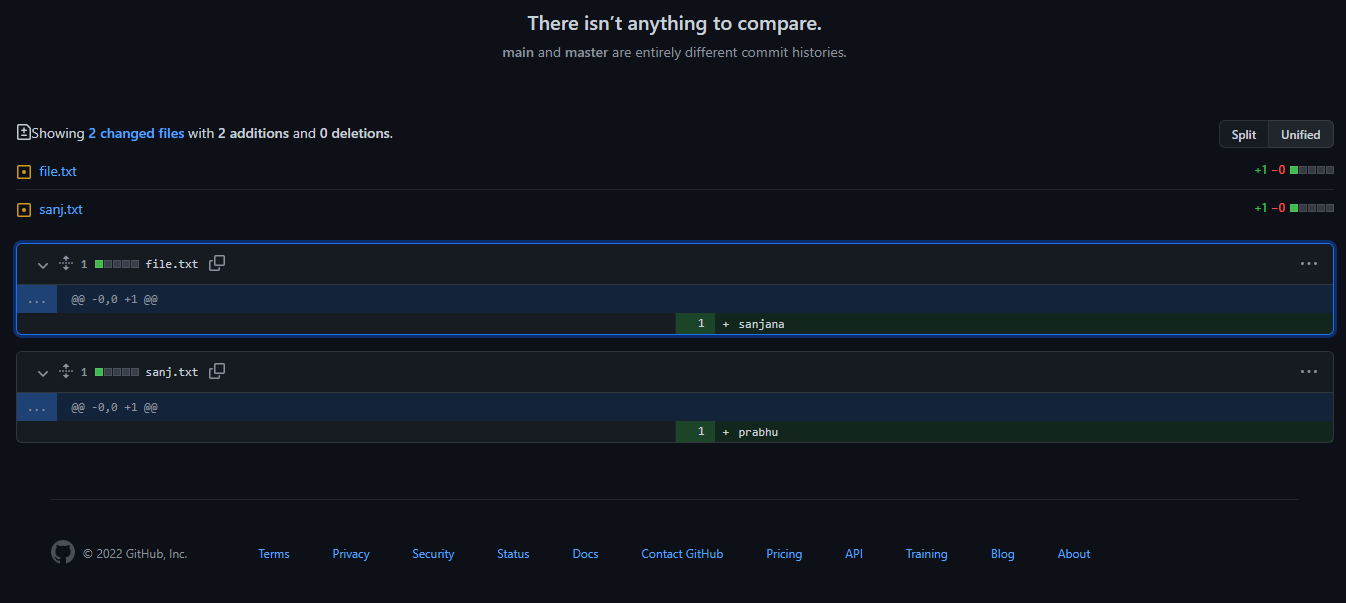 There isn’t anything to compare.
main and master are entirely different commit histories.
Showing 2 changed files with 2 additions and 0 deletions.
Split Unified
file.txt +1 −0
sanj.txt +1 −0
1 file.txt ...
... @@ -0,0 +1 @@
1 + sanjana
1 sanj.txt ...
... @@ -0,0 +1 @@
1 + prabhu
© 2022 GitHub, Inc. Terms Privacy Security Status Docs Contact GitHub Pricing API Training Blog About